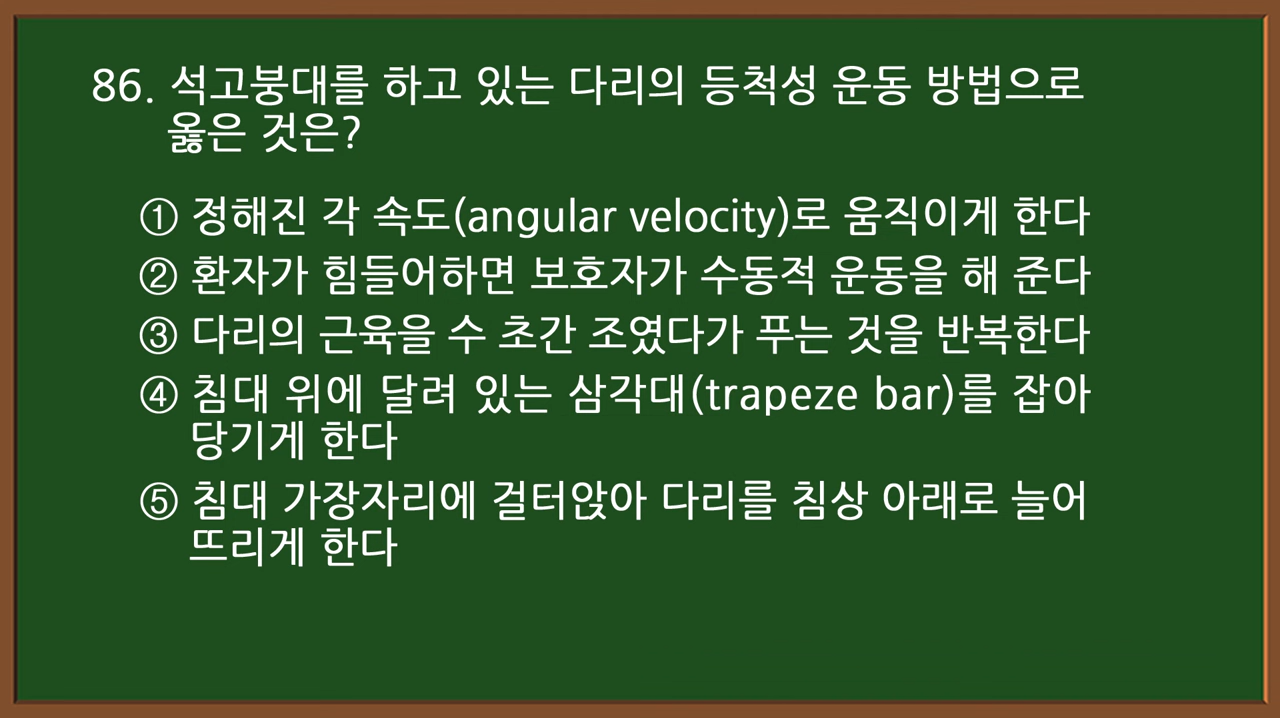 86. 석고붕대를 하고 있는 다리의 등척성 운동 방법으로
옳은 것은?
① 정해진 각 속도(angular velocity)로 움직이게 한다
② 환자가 힘들어하면 보호자가 수동적 운동을 해 준다
③ 다리의 근육을 수 초간 조였다가 푸는 것을 반복한다
④ 침대 위에 달려 있는 삼각대(trapeze bar)를 잡아
당기게 한다
⑤ 침대 가장자리에 걸터앉아 다리를 침상 아래로 늘어
뜨리게 한다